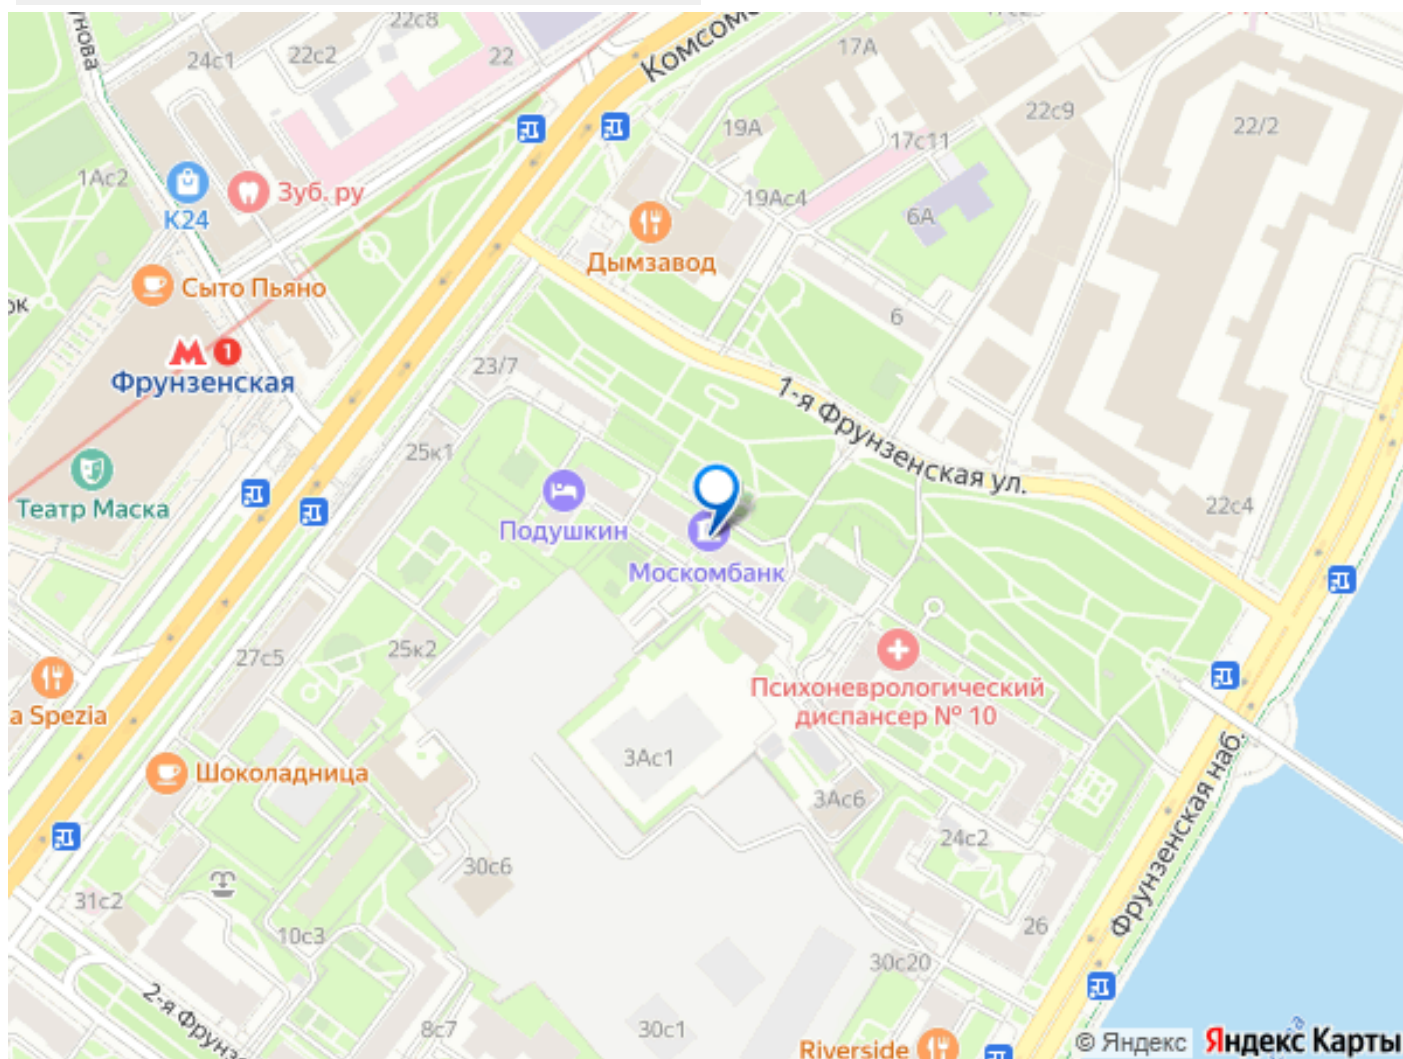 22с8
17А
24с1
22с2
22
Комсомо
22с9
22/2
19А
17с11
1Ас2
Зуб. ру
К24
19Ас4
6А
Дымзавод
Сыто Пьяно
6
1
Фрунзенская
23/7
1-я Фрунзенская ул.
25к1
Театр Маска
Подушкин
22с4
Москомбанк
27с5
25к2
Психоневрологический
диспансер № 10
a Spezia
3Ас1
Шоколадница
3Ас6
Фрунзенская наб.
24с2
30с6
31с2
10с3
26
30с20
2-я Фрунз
8с7
30с1
Riverside
© Яндекс Яндекс Карты